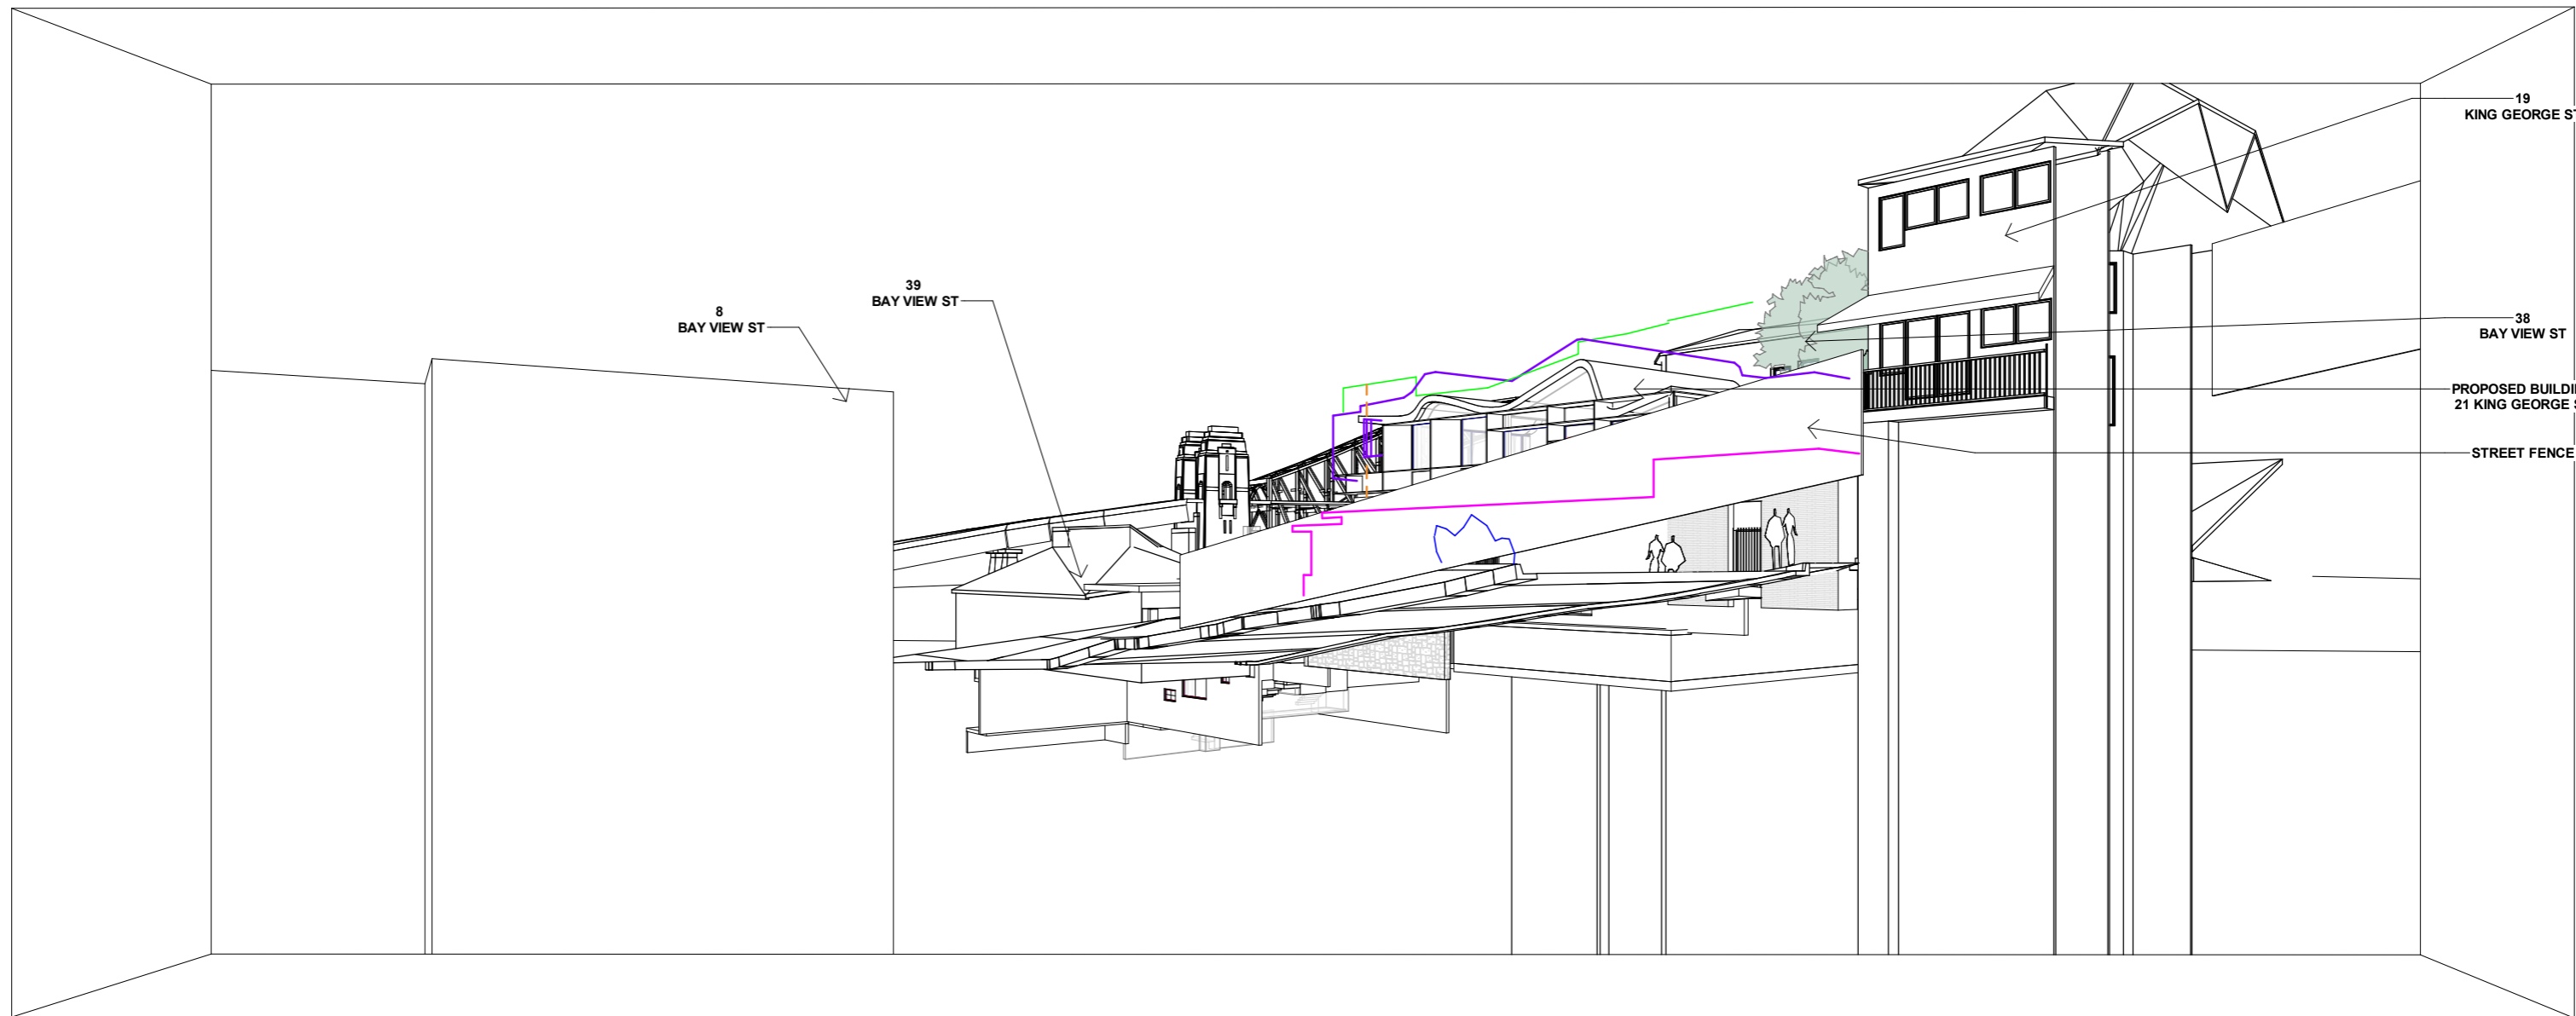 19
KING GEORGE ST
39
BAY VIEW ST
8
BAY VIEW ST
38
BAY VIEW ST
PROPOSED BUILDI
21 KING GEORGE S
STREET FENCE